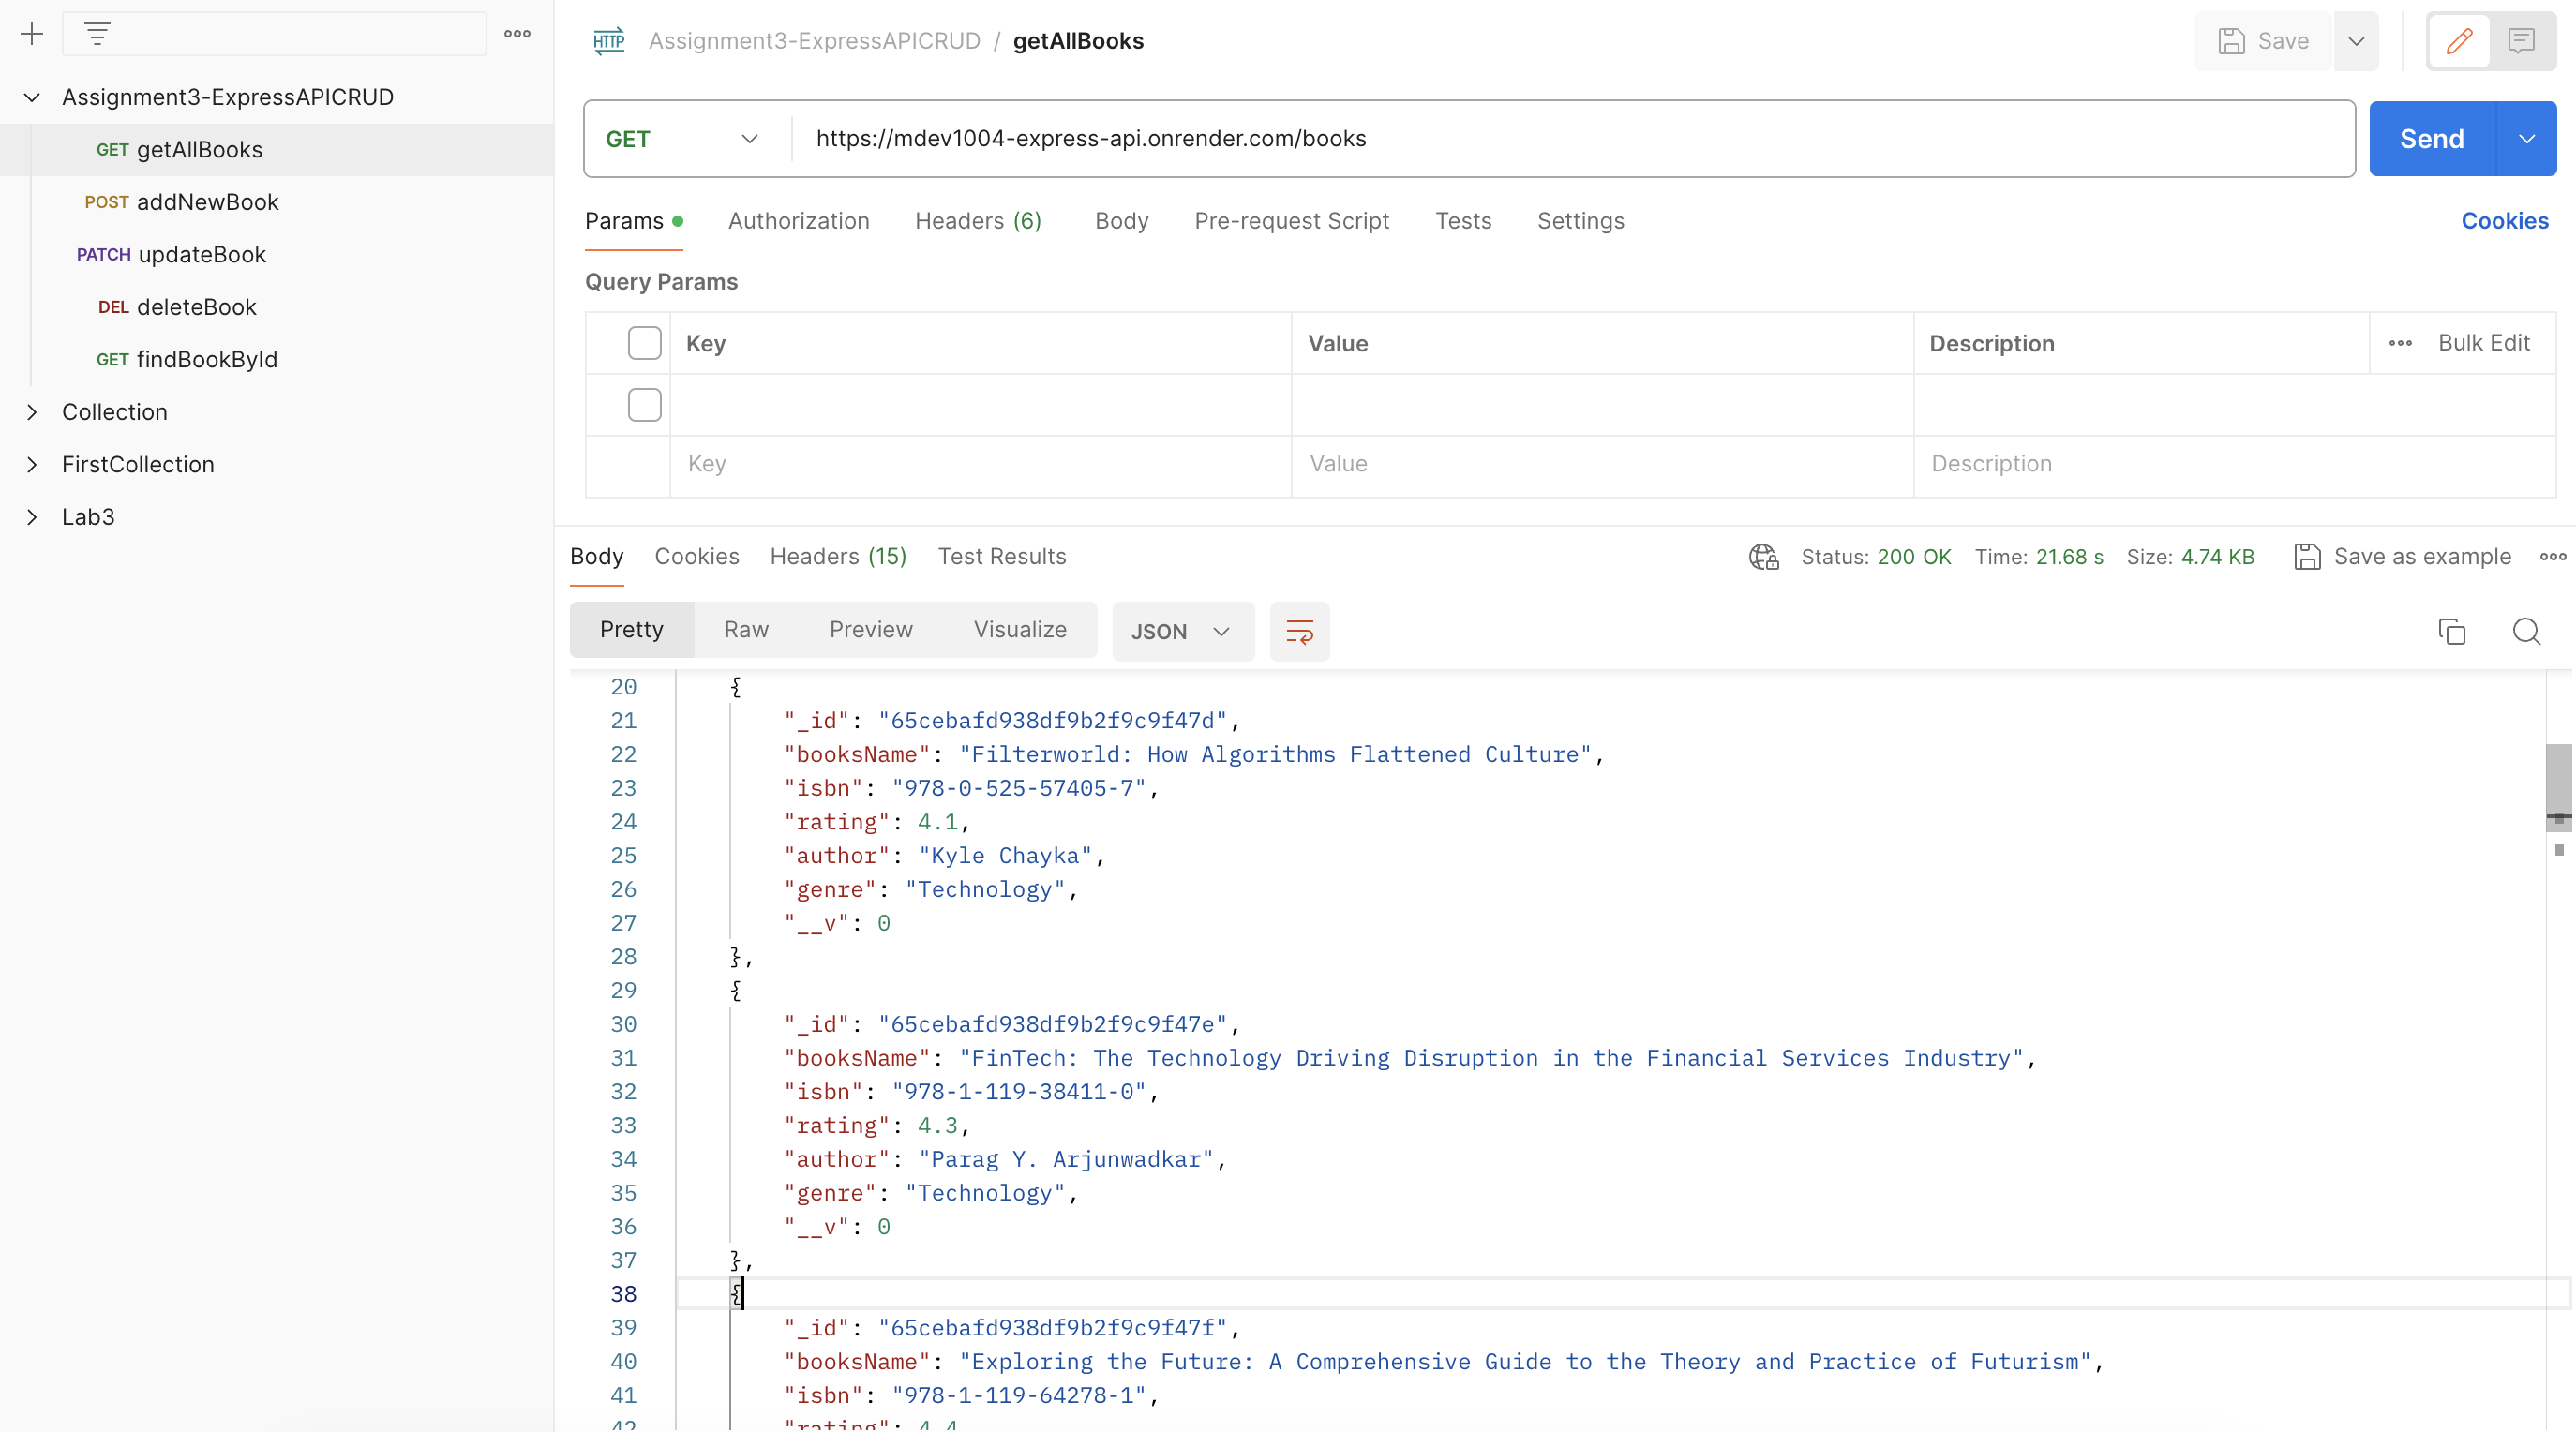 Assignment3-ExpressAPICRUD
GET getAllBooks
POST addNewBook
PATCH updateBook
DEL deleteBook
GET findBookById
Collection
FirstCollection
Lab3
HTTP Assignment3-ExpressAPICRUD / getAllBooks
Save
GET https://mdev1004-express-api.onrender.com/books
Send
Params Authorization Headers (6) Body Pre-request Script Tests Settings Cookies
Query Params
Key Value Description Bulk Edit
Key Value Description
Body Cookies Headers (15) Test Results Status: 200 OK Time: 21.68 s Size: 4.74 KB Save as example
Pretty Raw Preview Visualize JSON
20 {
21 "_id": "65cebafd938df9b2f9c9f47d",
22 "booksName": "Filterworld: How Algorithms Flattened Culture",
23 "isbn": "978-0-525-57405-7",
24 "rating": 4.1,
25 "author": "Kyle Chayka",
26 "genre": "Technology",
27 "__v": 0
28 },
29 {
30 "_id": "65cebafd938df9b2f9c9f47e",
31 "booksName": "FinTech: The Technology Driving Disruption in the Financial Services Industry",
32 "isbn": "978-1-119-38411-0",
33 "rating": 4.3,
34 "author": "Parag Y. Arjunwadkar",
35 "genre": "Technology",
36 "__v": 0
37 },
38 {
39 "_id": "65cebafd938df9b2f9c9f47f",
40 "booksName": "Exploring the Future: A Comprehensive Guide to the Theory and Practice of Futurism",
41 "isbn": "978-1-119-64278-1",
42 "rating": 4.4